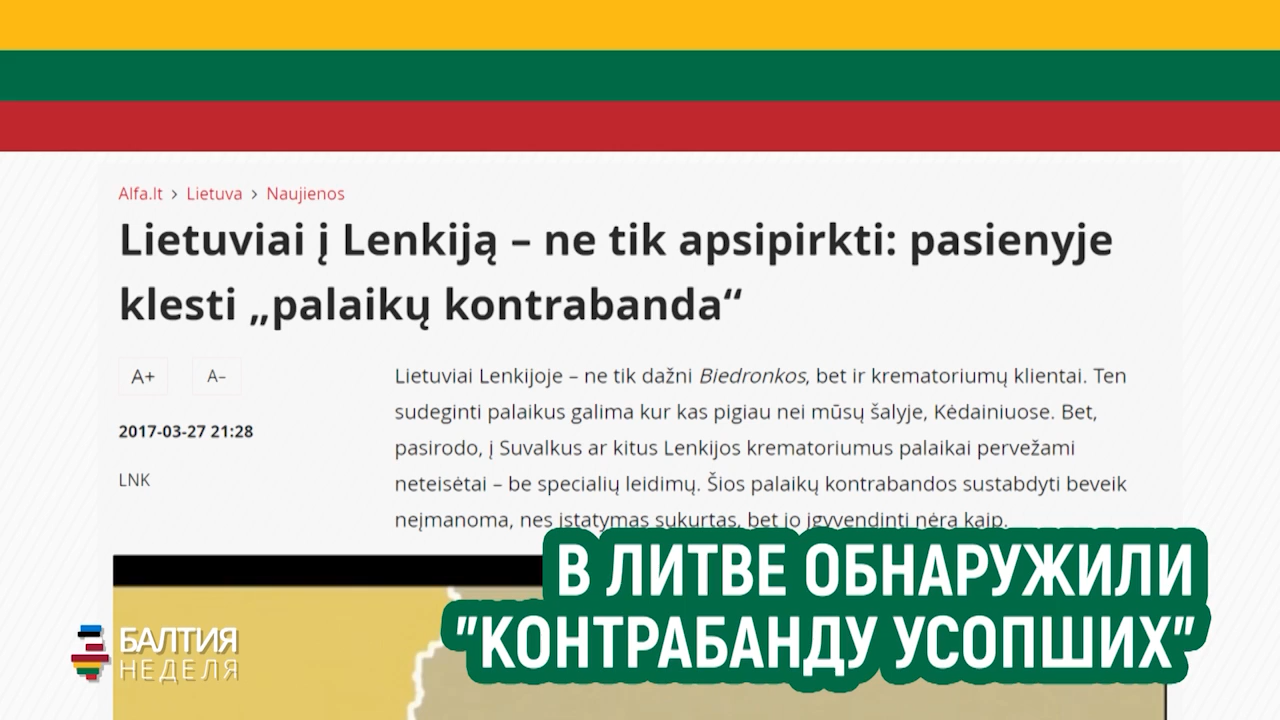 Alfa.lt > Lietuva > Naujienos
Lietuviai į Lenkiją – ne tik apsipirkti: pasienyje
klesti „palaikų kontrabanda“
A+ A–
2017-03-27 21:28
LNK
Lietuviai Lenkijoje – ne tik dažni Biedronkos, bet ir krematoriumų klientai. Ten
sudeginti palaikus galima kur kas pigiau nei mūsų šalyje, Kėdainiuose. Bet,
pasirodo, į Suvalkus ar kitus Lenkijos krematoriumus palaikai pervežami
neteisėtai – be specialių leidimų. Šios palaikų kontrabandos sustabdyti beveik
neįmanoma, nes įstatymas sukurtas, bet jo įgyvendinti nėra kaip.
В ЛИТВЕ ОБНАРУЖИЛИ
"КОНТРАБАНДУ УСОПШИХ"
БАЛТИЯ
НЕДЕЛЯ